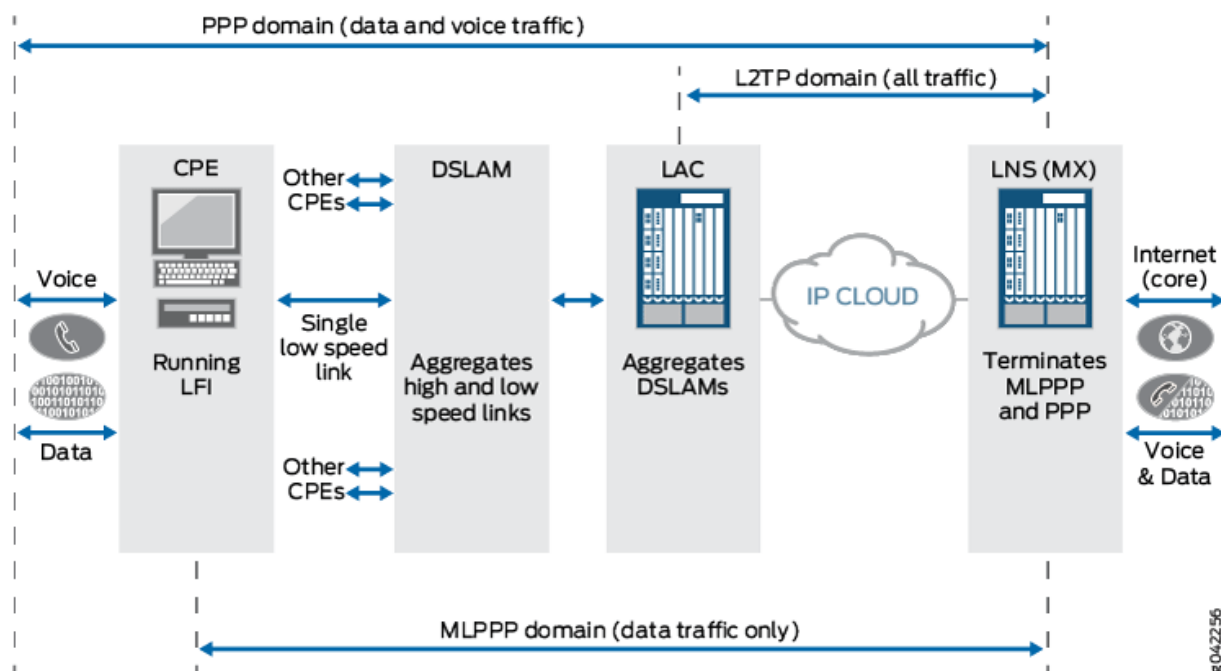 PPP domain (data and voice traffic)
L2TP domain (all traffic)
CPE
Other
CPEs
DSLAM
LAC
LNS (MX)
Voice
Data
Running
LFI
Single
low speed
link
Other
CPEs
Aggregates
high and low
speed links
Aggregates
DSLAMs
IP CLOUD
Terminates
MLPPP
and PPP
Internet
(core)
Voice
& Data
MLPPP domain (data traffic only)
g042256